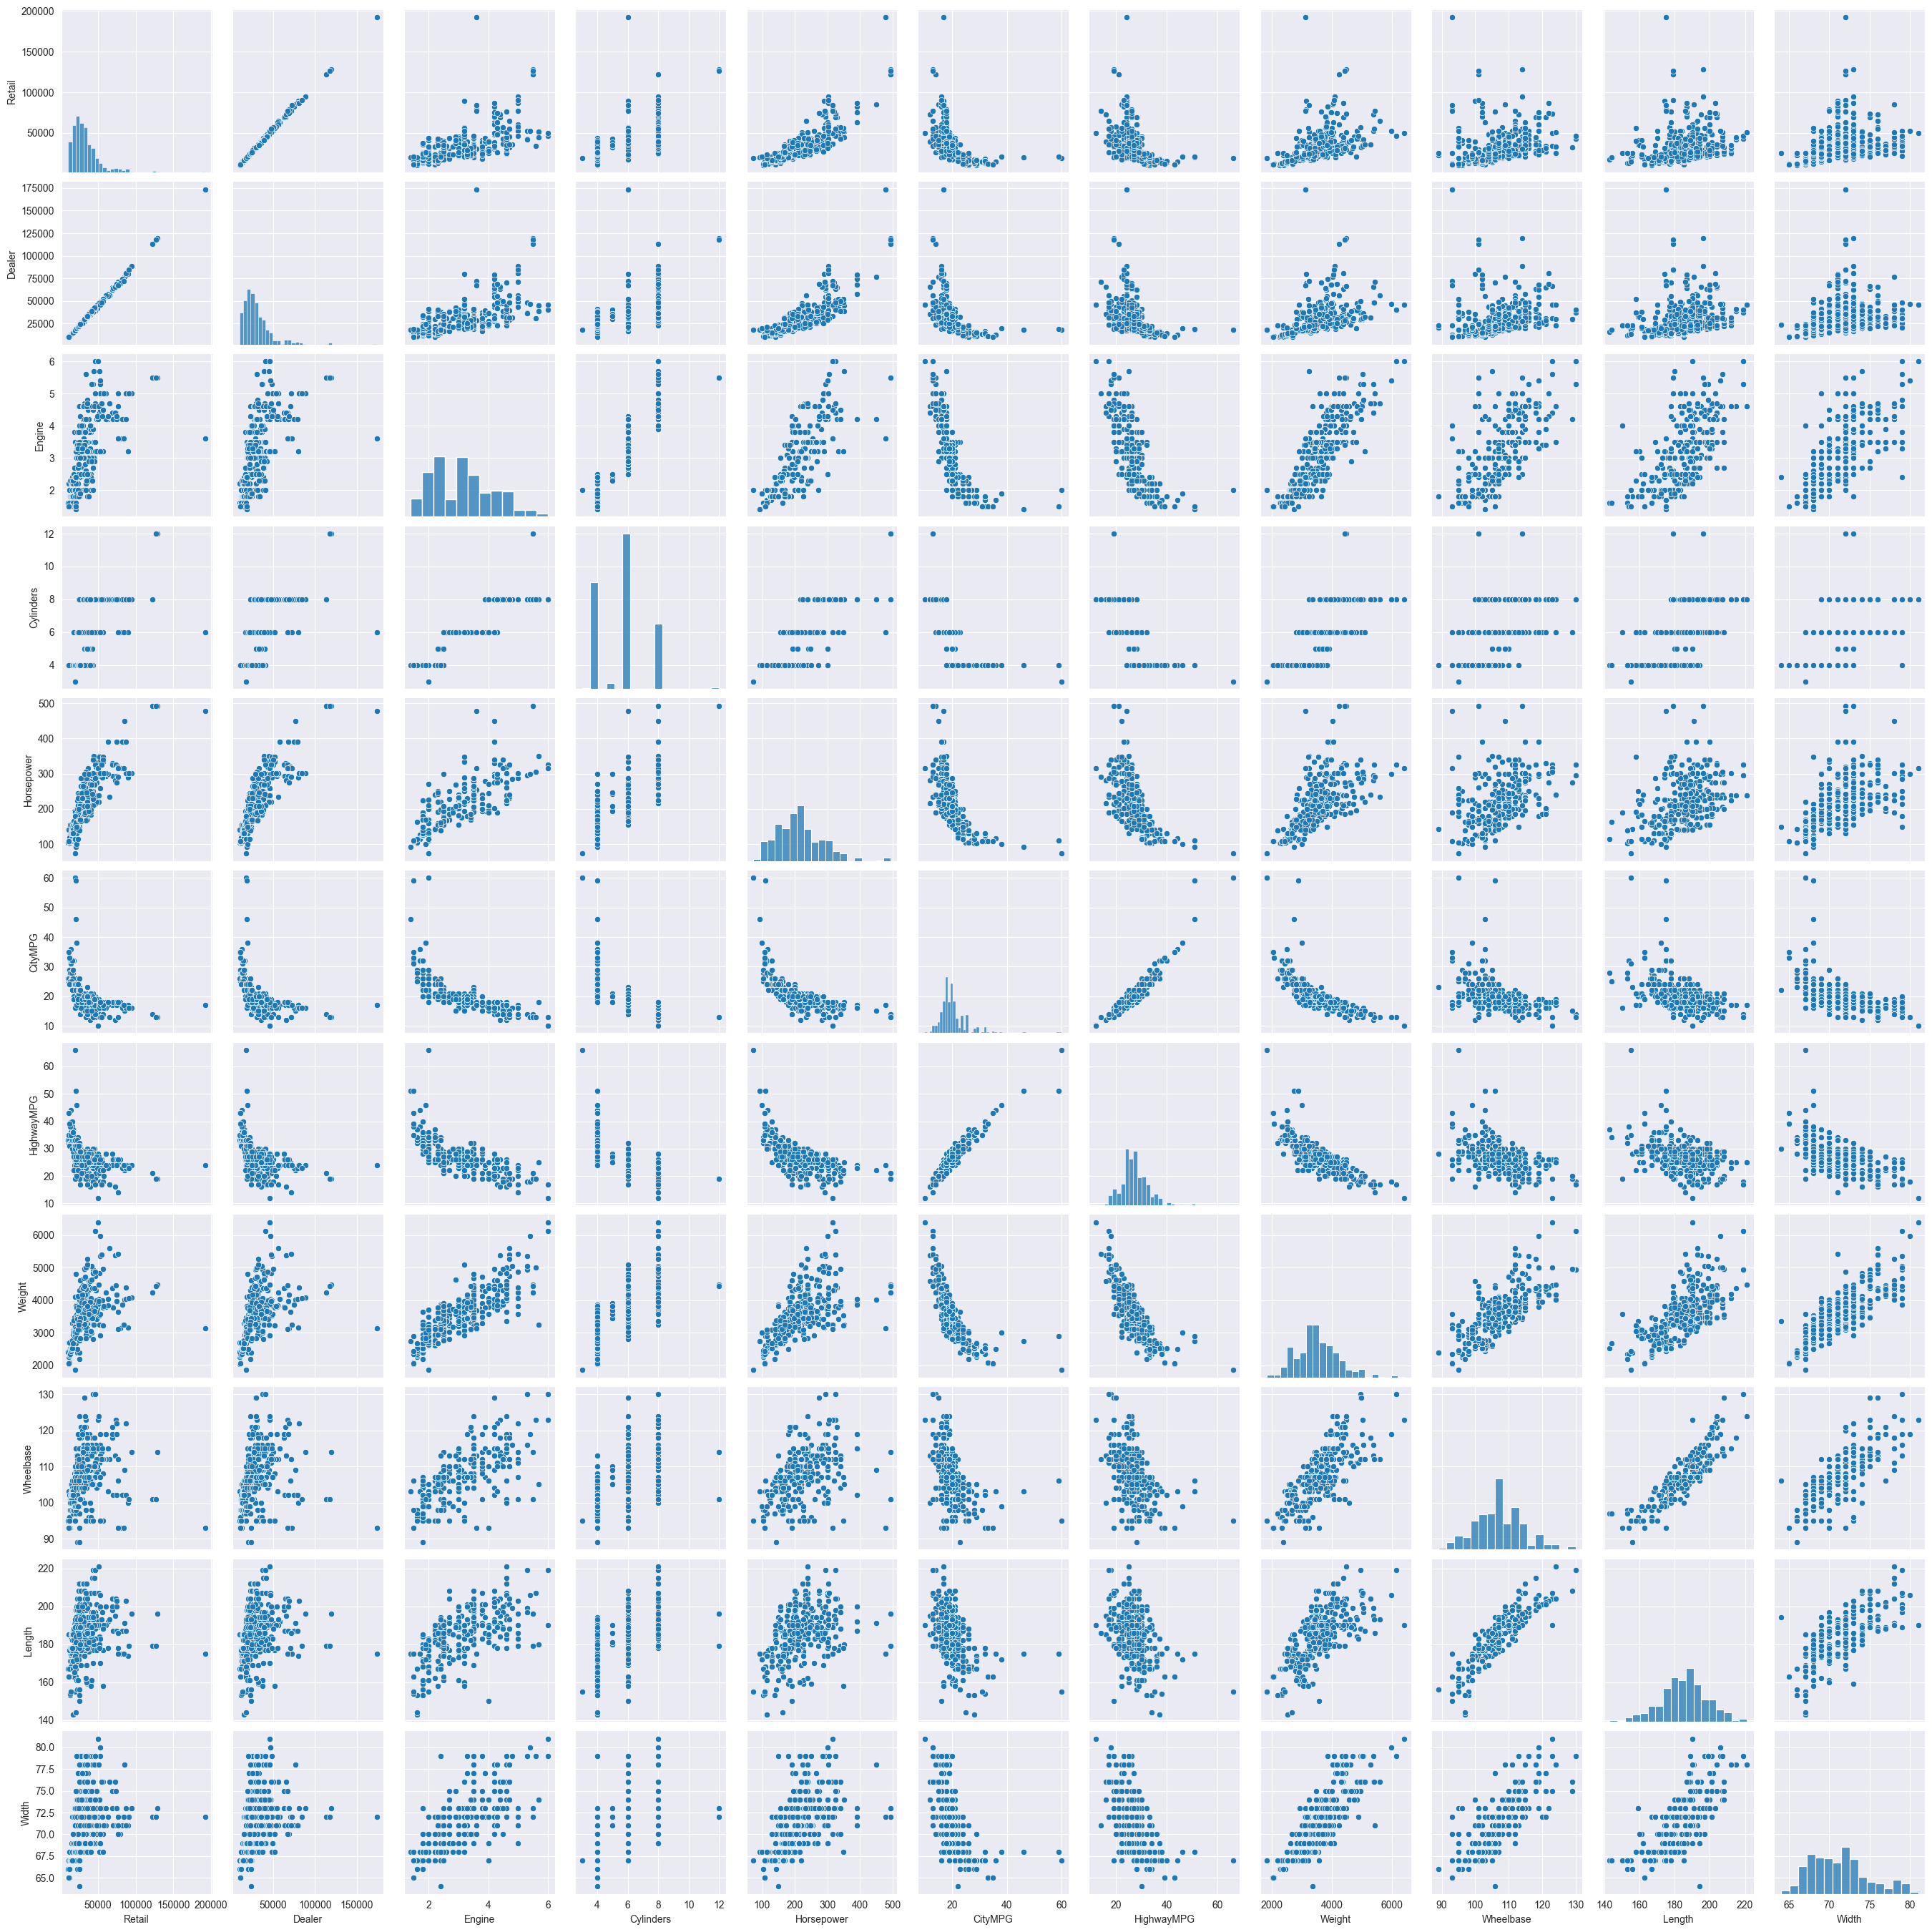 200000
150000
100000
50000
Retail
175000
150000
125000
100000
75000
50000
25000
Dealer
6
5
4
3
2
Engine
12
10
8
6
4
Cylinders
500
400
300
200
100
Horsepower
60
50
40
30
20
10
CityMPG
60
50
40
30
20
10
HighwayMPG
6000
5000
4000
3000
2000
Weight
130
120
110
100
90
Wheelbase
220
200
180
160
140
Length
80.0
77.5
75.0
72.5
70.0
67.5
65.0
Width
50000 100000 150000 200000
50000 100000 150000
2 4 6
4 6 8 10 12
100 200 300 400 500
20 40 60
20 40 60
2000 4000 6000
90 100 110 120 130
140 160 180 200 220
65 70 75 80
Retail
Dealer
Engine
Cylinders
Horsepower
CityMPG
HighwayMPG
Weight
Wheelbase
Length
Width